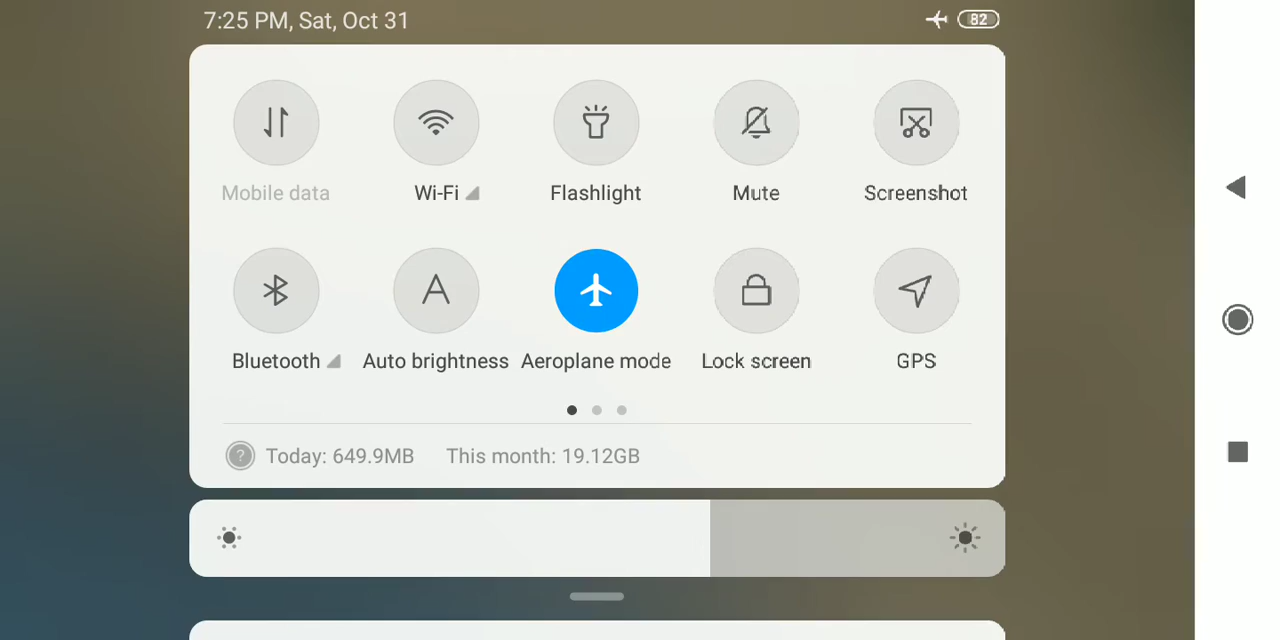 7:25 PM, Sat, Oct 31 82
Mobile data Wi-Fi Flashlight Mute Screenshot
A
Bluetooth Auto brightness Aeroplane mode Lock screen GPS
? Today: 649.9MB This month: 19.12GB